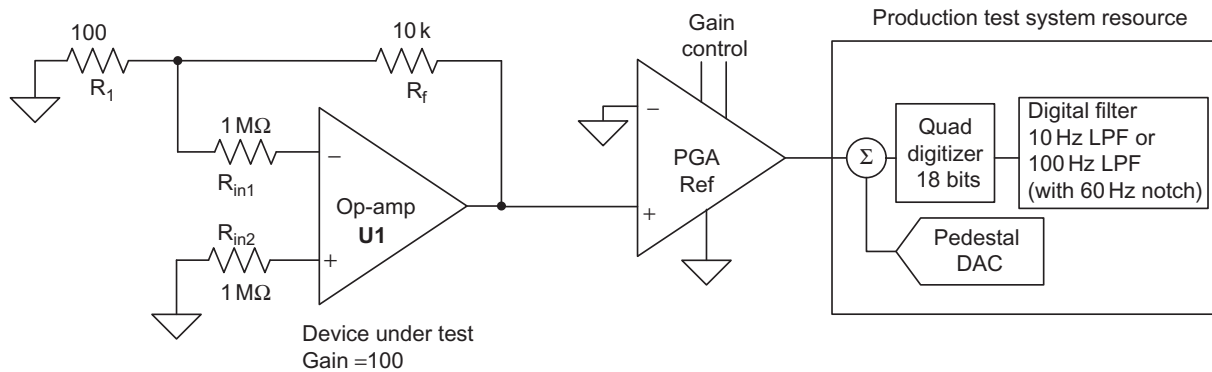 Production test system resource
100
R1
10 k
Rf
Gain
control
1 MΩ
Rin1
−
Op-amp
U1
+
Rin2
1 MΩ
Device under test
Gain =100
−
PGA
Ref
+
Σ
Quad
digitizer
18 bits
Digital filter
10 Hz LPF or
100 Hz LPF
(with 60 Hz notch)
Pedestal
DAC